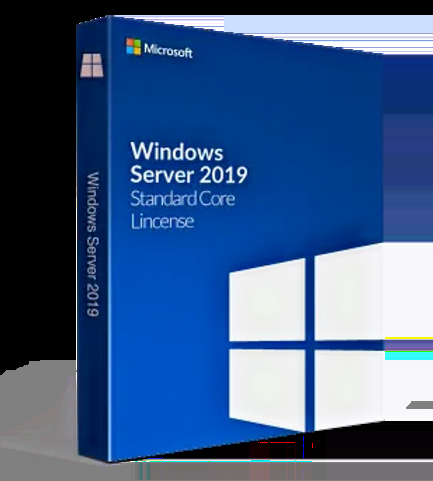 Microsoft
Windows
Server 2019
Standard Core
Lincense
Windows Server 2019